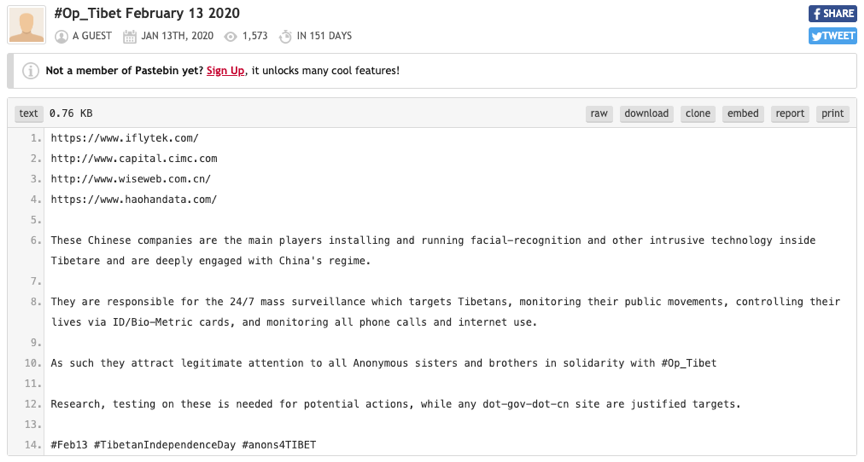 #Op_Tibet February 13 2020
SHARE
A GUEST JAN 13TH, 2020 1,573 IN 151 DAYS
TWEET
Not a member of Pastebin yet? Sign Up, it unlocks many cool features!
text 0.76 KB raw download clone embed report print
1. https://www.iflytek.com/
2. http://www.capital.cimc.com
3. http://www.wiseweb.com.cn/
4. https://www.haohandata.com/
5.
6. These Chinese companies are the main players installing and running facial-recognition and other intrusive technology inside
Tibetare and are deeply engaged with China's regime.
7.
8. They are responsible for the 24/7 mass surveillance which targets Tibetans, monitoring their public movements, controlling their
lives via ID/Bio-Metric cards, and monitoring all phone calls and internet use.
9.
10. As such they attract legitimate attention to all Anonymous sisters and brothers in solidarity with #Op_Tibet
11.
12. Research, testing on these is needed for potential actions, while any dot-gov-dot-cn site are justified targets.
13.
14. #Feb13 #TibetanIndependenceDay #anons4TIBET